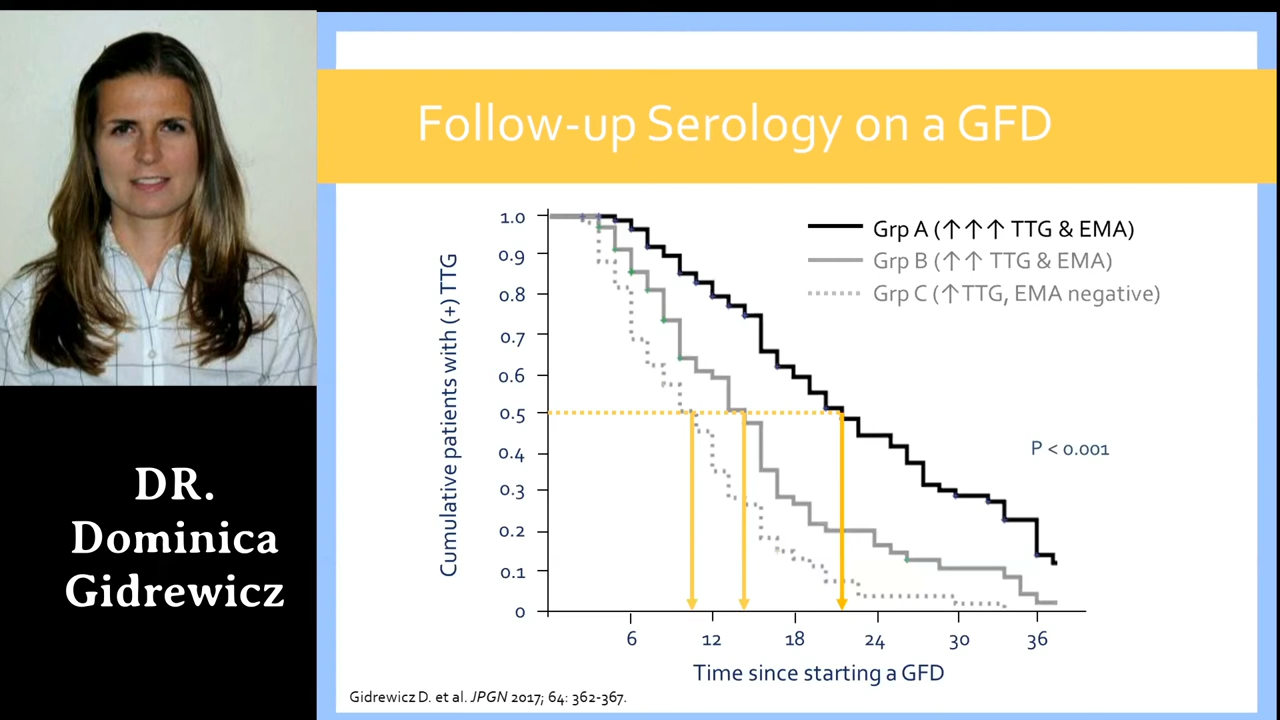 Follow-up Serology on a GFD
Cumulative patients with (+) TTG
1.0
0.9
0.8
0.7
0.6
0.5
0.4
0.3
0.2
0.1
0
Grp A (↑↑↑ TTG & EMA)
Grp B (↑↑ TTG & EMA)
Grp C (↑TTG, EMA negative)
P < 0.001
6 12 18 24 30 36
Time since starting a GFD
Gidrewicz D. et al. JPGN 2017; 64: 362-367.
DR.
Dominica
Gidrewicz